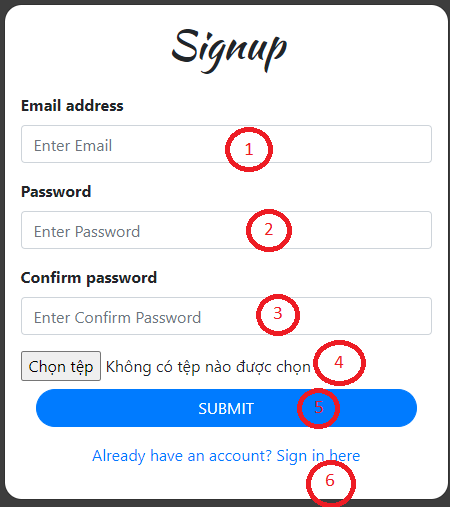 Signup
Email address
Enter Email 1
Password
Enter Password 2
Confirm password
Enter Confirm Password 3
Chọn tệp Không có tệp nào được chọn 4
SUBMIT 5
Already have an account? Sign in here
6